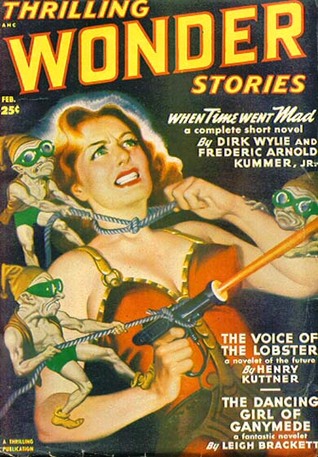 THRILLING
ANC
WONDER
STORIES
FEB.
25¢
WHEN TIME WENT MAD
a complete short novel
By DIRK WYLIE AND
FREDERIC ARNOLD
KUMMER, JR.
THE VOICE OF
THE LOBSTER
a novelet of the future
By HENRY
KUTTNER
THE DANCING
GIRL OF
GANYMEDE
a fantastic novelet
By LEIGH BRACKETT
A THRILLING
PUBLICATION